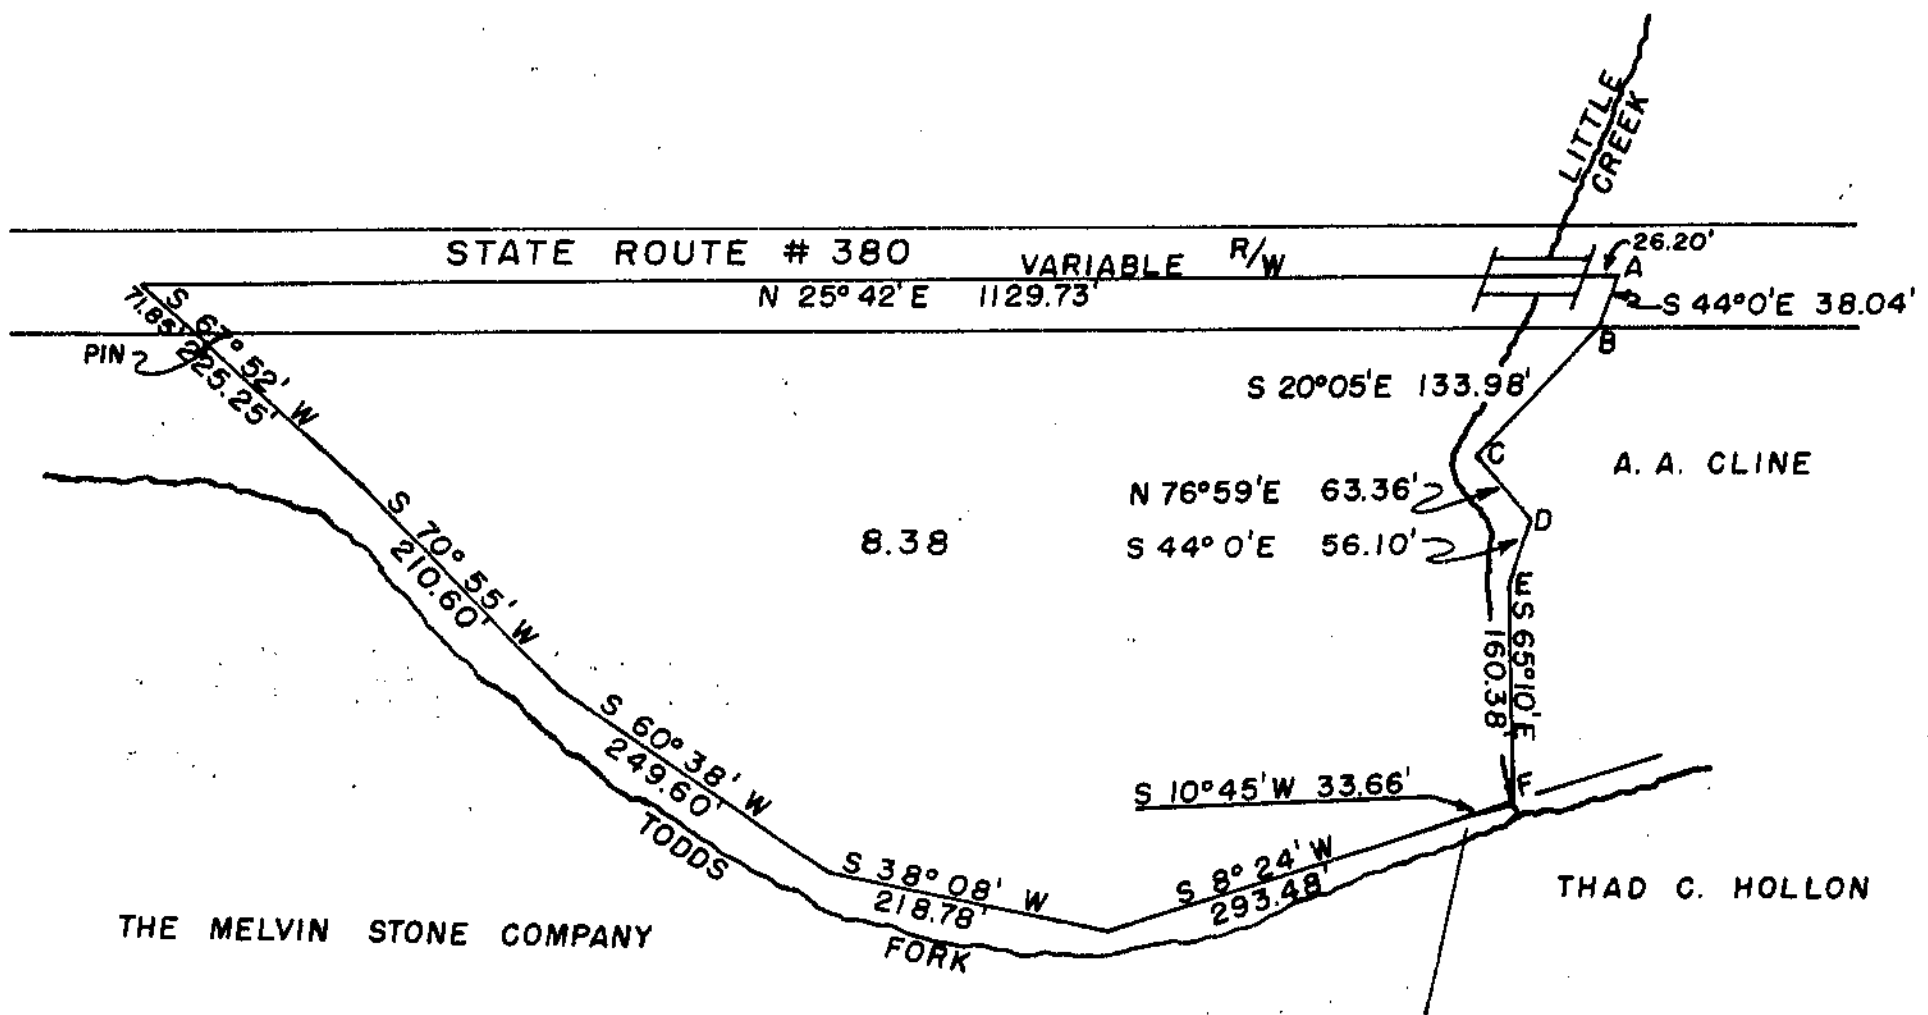 LITTLE
CREEK
STATE ROUTE # 380
VARIABLE R/W
26.20'
A
N 25° 42' E 1129.73'
S 44° 0' E 38.04'
B
PIN
71.85'
S 67° 52' W
225.25'
S 20° 05' E 133.98'
C
A. A. CLINE
N 76° 59' E 63.36'
D
8.38
S 44° 0' E 56.10'
S 70° 55' W
210.60'
E
S 65° 10' E
160.38'
S 60° 38' W
249.60'
S 10° 45' W 33.66'
F
TODDS
FORK
S 38° 08' W
218.78'
S 8° 24' W
293.48'
THAD C. HOLLON
THE MELVIN STONE COMPANY